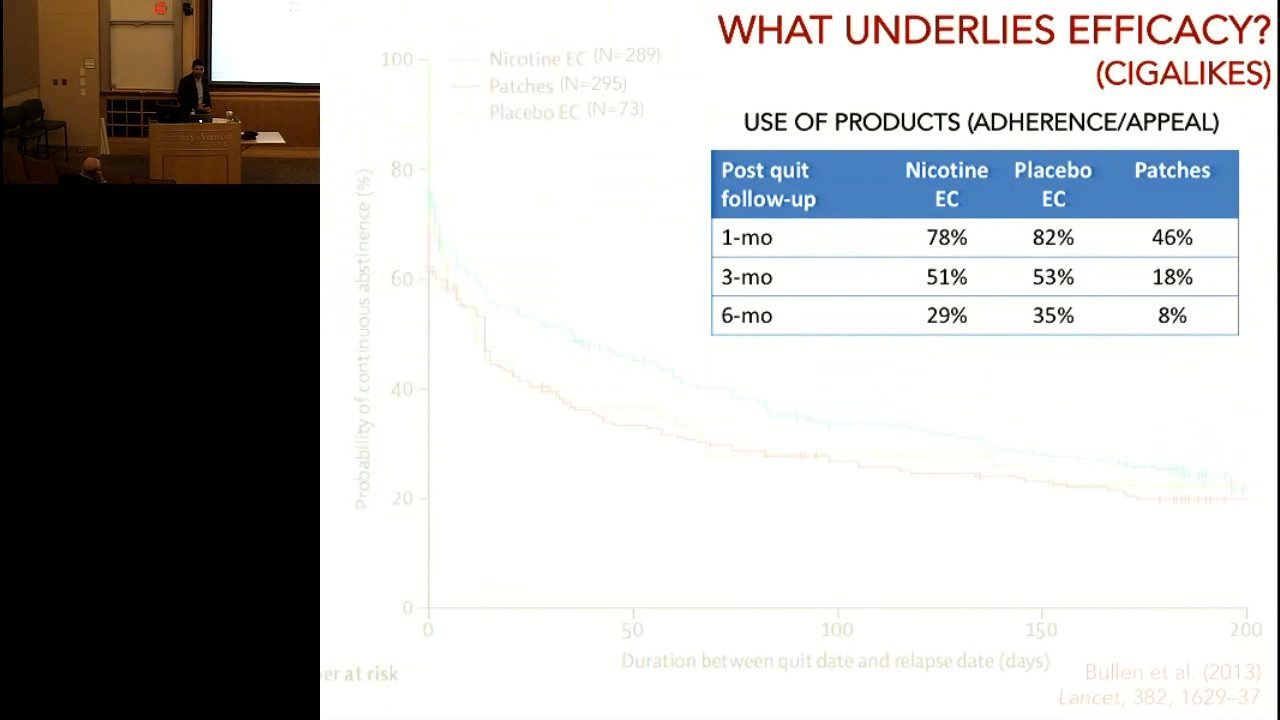 WHAT UNDERLIES EFFICACY?
(CIGALIKES)
USE OF PRODUCTS (ADHERENCE/APPEAL)
Post quit follow-up Nicotine EC Placebo EC Patches
1-mo 78% 82% 46%
3-mo 51% 53% 18%
6-mo 29% 35% 8%
Nicotine EC (N=289)
Patches (N=295)
Placebo EC (N=73)
Probability of continuous abstinence (%)
100
80
60
40
20
0
0 50 100 150 200
Duration between quit date and relapse date (days)
er at risk
Bullen et al. (2013)
Lancet, 382, 1629–37
University of Vermont